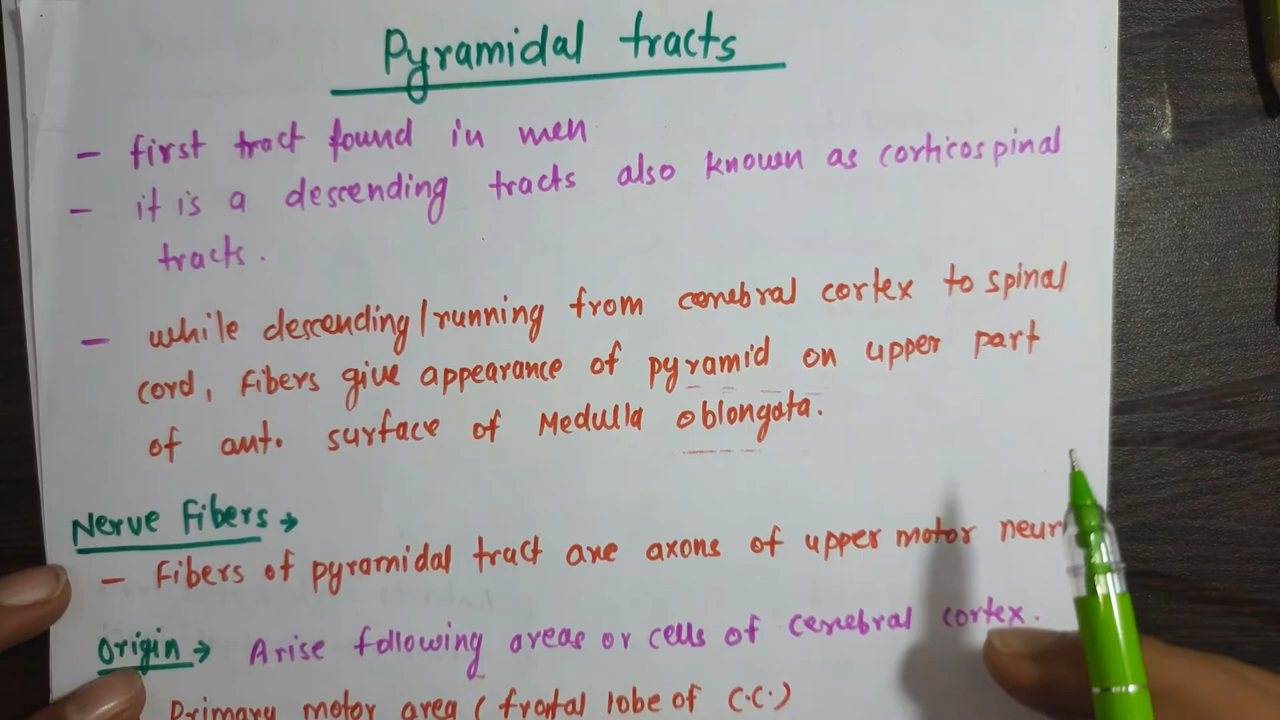 Pyramidal tracts
- first tract found in men
- it is a descending tracts also known as corticospinal
tracts.
- while descending/running from cerebral cortex to spinal
cord, Fibers give appearance of pyramid on upper part
of ant. surface of Medulla oblongata.
Nerve Fibers →
- Fibers of pyramidal tract are axons of upper motor neur
Origin → Arise following areas or cells of cerebral cortex.
Primary motor area (frontal lobe of C.C.)